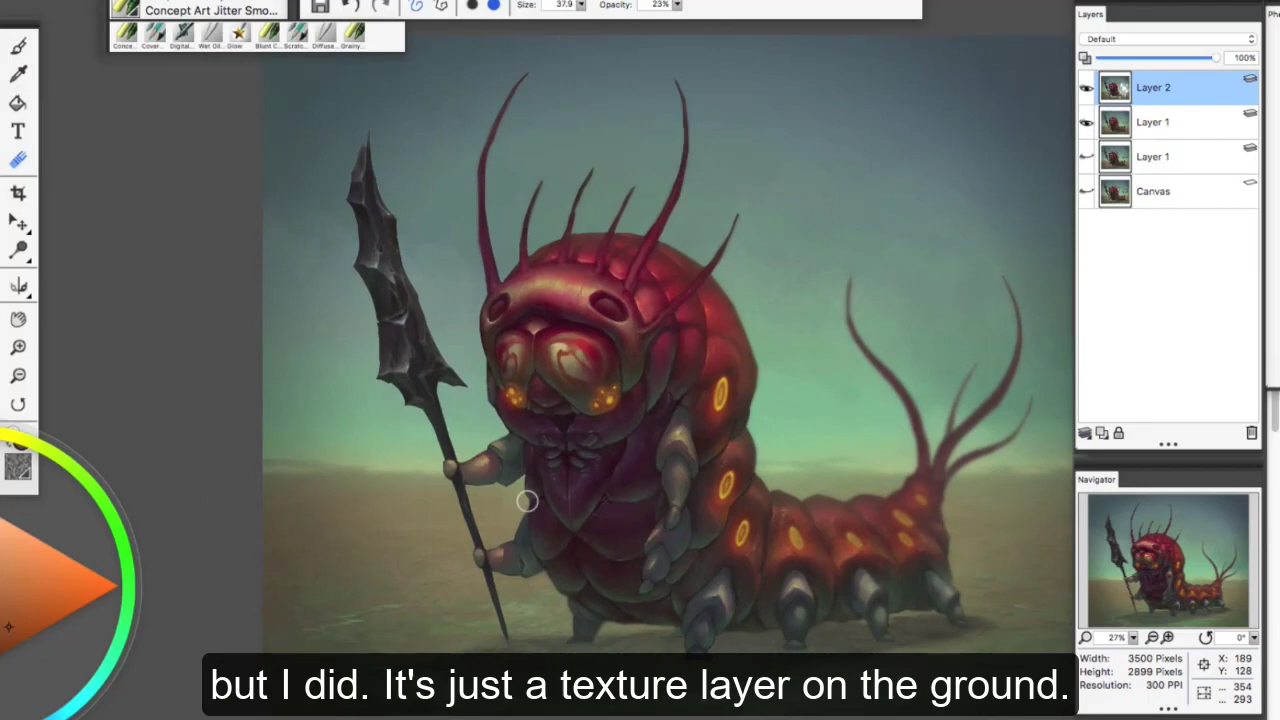 Concept Art Jitter Smo...
Size: 37.9 Opacity: 23%
Conce... Cover... Digital... Wet Oil... Glow Blunt C... Scratc... Diffuse... Grainy...
Layers
Default
100%
Layer 2
Layer 1
Layer 1
Canvas
Navigator
27% 0°
Width: 3500 Pixels
Height: 2899 Pixels
Resolution: 300 PPI
X: 189
Y: 128
... 354
... 293
but I did. It's just a texture layer on the ground.